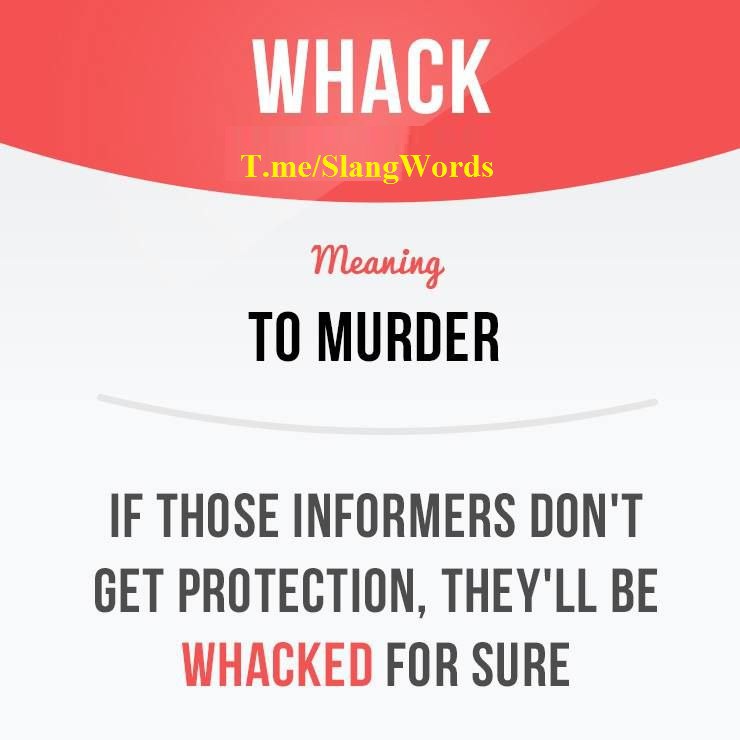 WHACK
T.me/SlangWords
Meaning
TO MURDER
IF THOSE INFORMERS DON'T
GET PROTECTION, THEY'LL BE
WHACKED FOR SURE